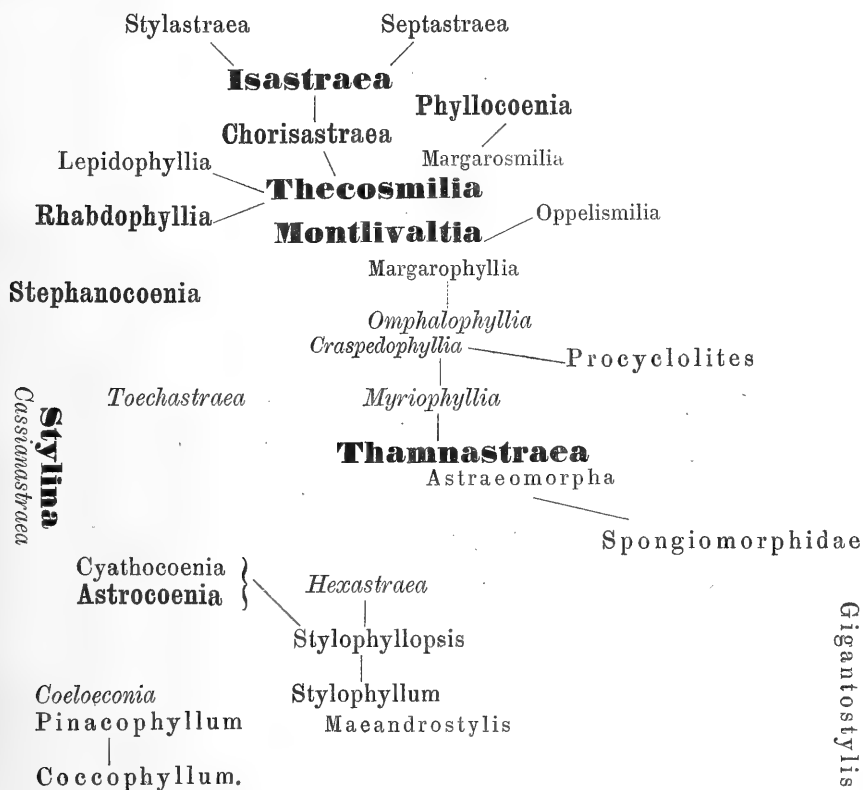 Stylastraea Septastraea
Isastraea
Phyllocoenia
Chorisastraea
Lepidophyllia Margarosmilia
Thecosmilia
Rhabdophyllia Oppelismilia
Montlivaltia
Margarophyllia
Stephanocoenia
Omphalophyllia
Craspedophyllia
Procyclolites
Toechastraea Myriophyllia
Stylina
Cassianastraea
Thamnastraea
Astraeomorpha
Spongiomorphidae
Cyathocoenia
Astrocoenia
Hexastraea
Gigantostylis
Stylophyllopsis
Coeloeconia Stylophyllum
Pinacophyllum Maeandrostylis
Coccophyllum.